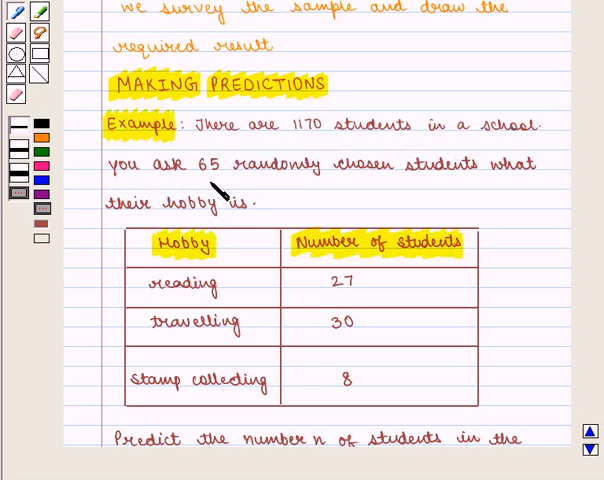 we survey the sample and draw the
required result
MAKING PREDICTIONS
Example: There are 1170 students in a school.
you ask 65 randomly chosen students what
their hobby is.
Hobby Number of students
reading 27
travelling 30
stamp collecting 8
Predict the number n of students in the